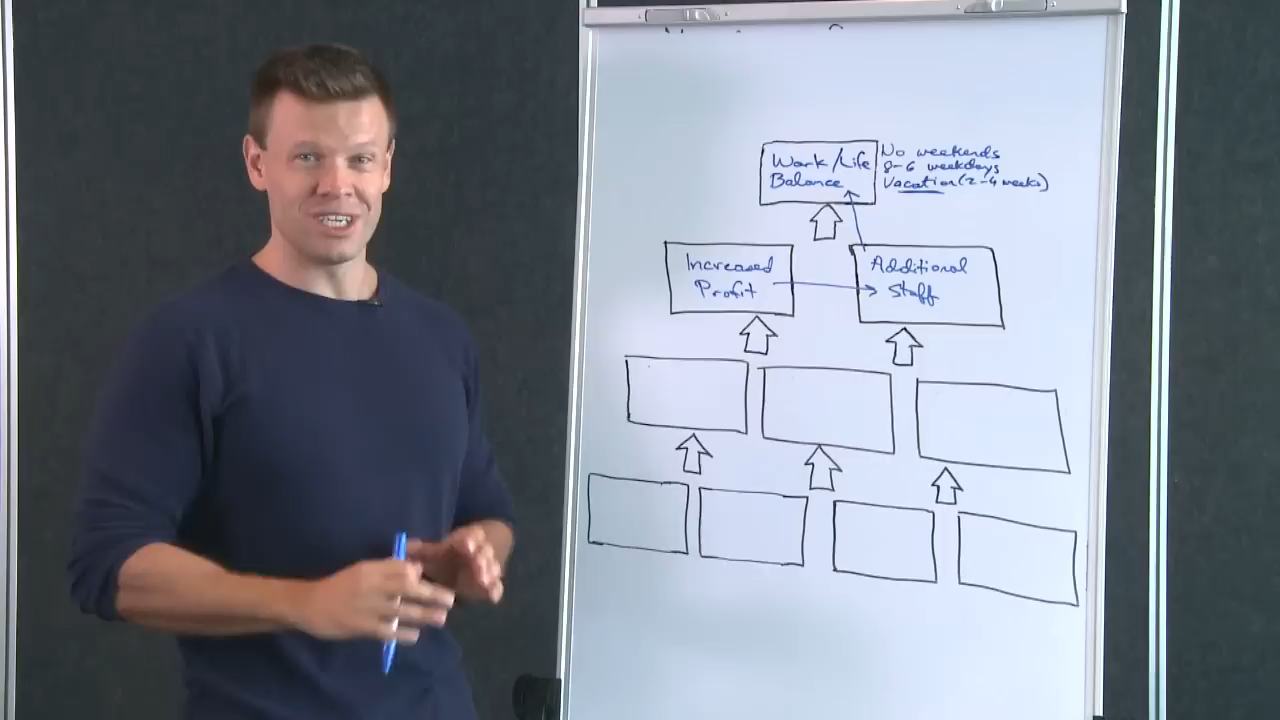 Work/Life
Balance
No weekends
8-6 weekdays
Vacation (2-4 weeks)
Increased
Profit
Additional
Staff